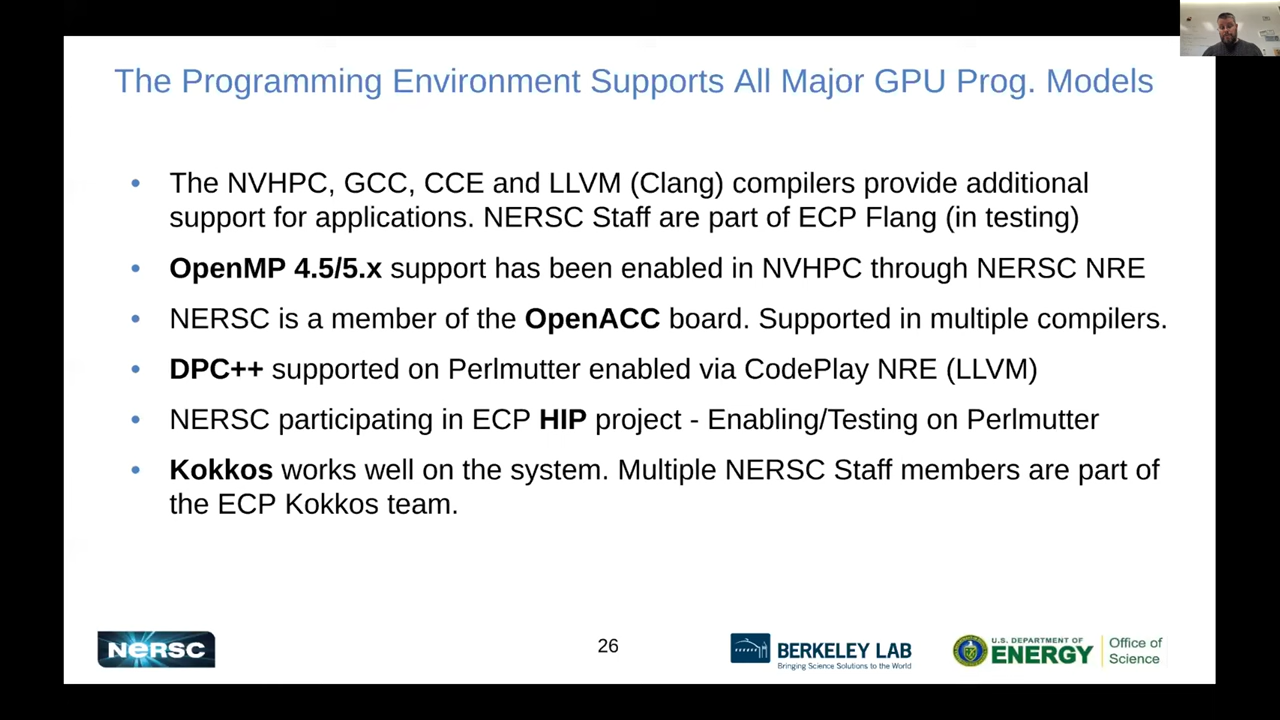 The Programming Environment Supports All Major GPU Prog. Models
• The NVHPC, GCC, CCE and LLVM (Clang) compilers provide additional
support for applications. NERSC Staff are part of ECP Flang (in testing)
• OpenMP 4.5/5.x support has been enabled in NVHPC through NERSC NRE
• NERSC is a member of the OpenACC board. Supported in multiple compilers.
• DPC++ supported on Perlmutter enabled via CodePlay NRE (LLVM)
• NERSC participating in ECP HIP project - Enabling/Testing on Perlmutter
• Kokkos works well on the system. Multiple NERSC Staff members are part of
the ECP Kokkos team.
NERSC
26
BERKELEY LAB
Bringing Science Solutions to the World
U.S. DEPARTMENT OF
ENERGY
Office of
Science